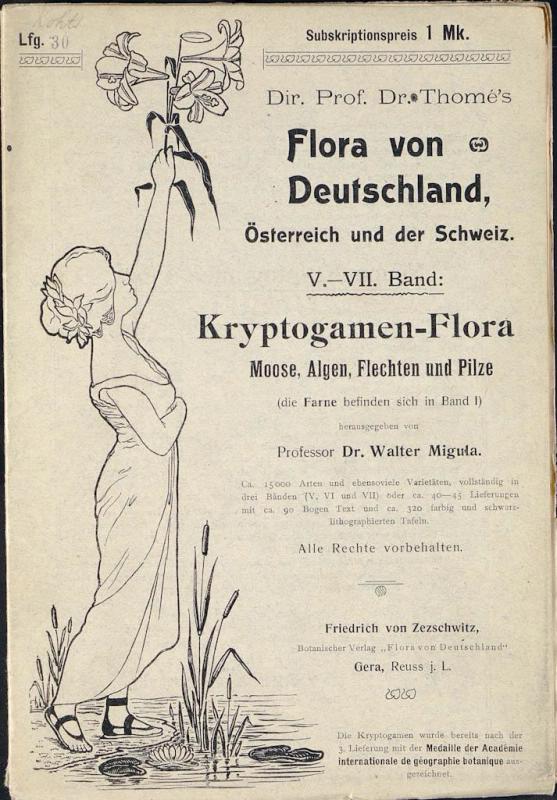 Lfg. 30
Subskriptionspreis 1 Mk.
Dir. Prof. Dr. Thomé's
Flora von
Deutschland,
Österreich und der Schweiz.
V.—VII. Band:
Kryptogamen-Flora
Moose, Algen, Flechten und Pilze
(die Farne befinden sich in Band I)
herausgegeben von
Professor Dr. Walter Migula.
Ca. 15000 Arten und ebensoviele Varietäten, vollständig in
drei Bänden (V, VI und VII) oder ca. 40—45 Lieferungen
mit ca. 90 Bogen Text und ca. 320 farbig und schwarz-
lithographierten Tafeln.
Alle Rechte vorbehalten.
Friedrich von Zezschwitz,
Botanischer Verlag „Flora von Deutschland“
Gera, Reuss j. L.
Die Kryptogamen wurde bereits nach der
3. Lieferung mit der Medaille der Académie
internationale de géographie botanique aus-
gezeichnet.